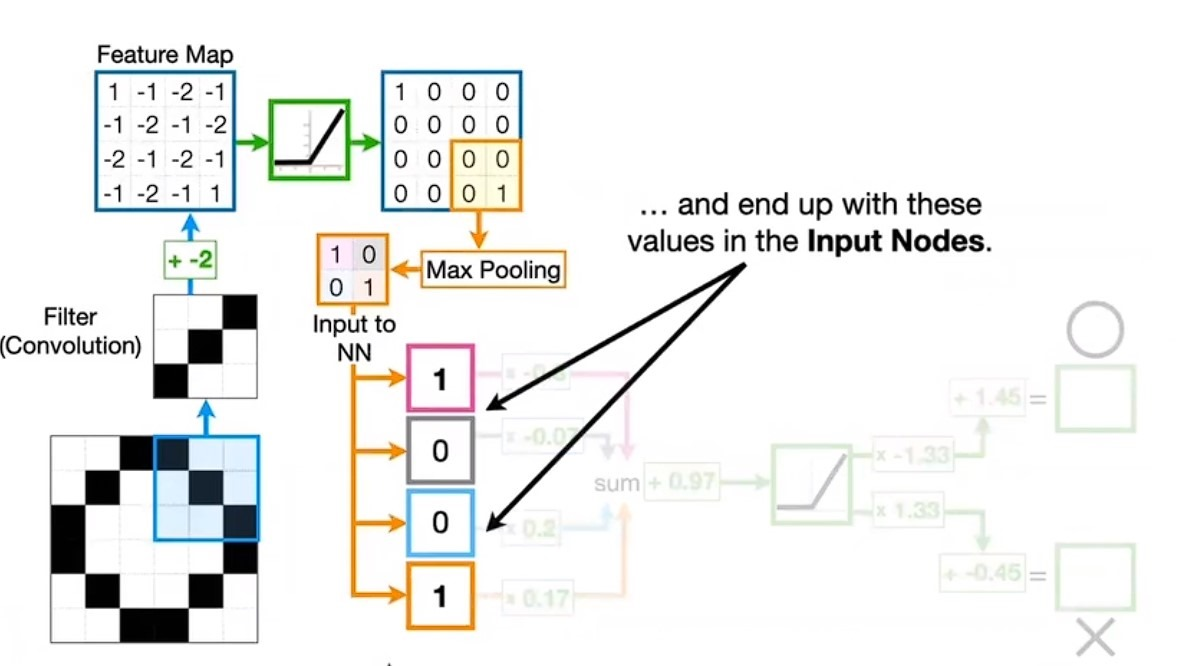 Feature Map
1 -1 -2 -1
-1 -2 -1 -2
-2 -1 -2 -1
-1 -2 -1 1
1 0 0 0
0 0 0 0
0 0 0 0
0 0 0 1
+ -2
Filter
(Convolution)
1 0
0 1
Max Pooling
Input to
NN
1
0
0
1
... and end up with these
values in the Input Nodes.
x -0.07
x 0.2
x 0.17
sum
+ 0.97
x -1.33
x 1.33
+ 1.45
=
+ -0.45
=